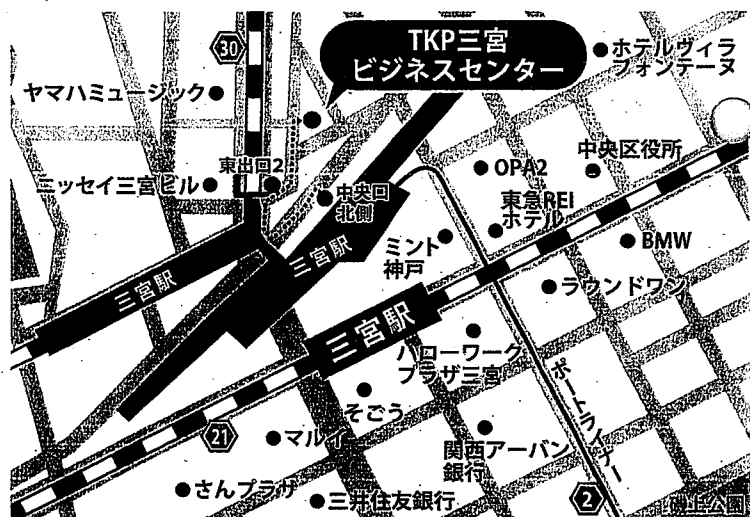 30
TKP三宮
ビジネスセンター
ホテルヴィラ
フォンテーヌ
ヤマハミュージック
ニッセイ三宮ビル
東出口2
中央口
北側
OPA2
中央区役所
東急REI
ホテル
ミント
神戸
BMW
三宮駅
三宮駅
三宮駅
ラウンドワン
ハローワーク
プラザ三宮
ポートライナー
そごう
21
マルイ
関西アーバン
銀行
さんプラザ
三井住友銀行
2
磯上公園